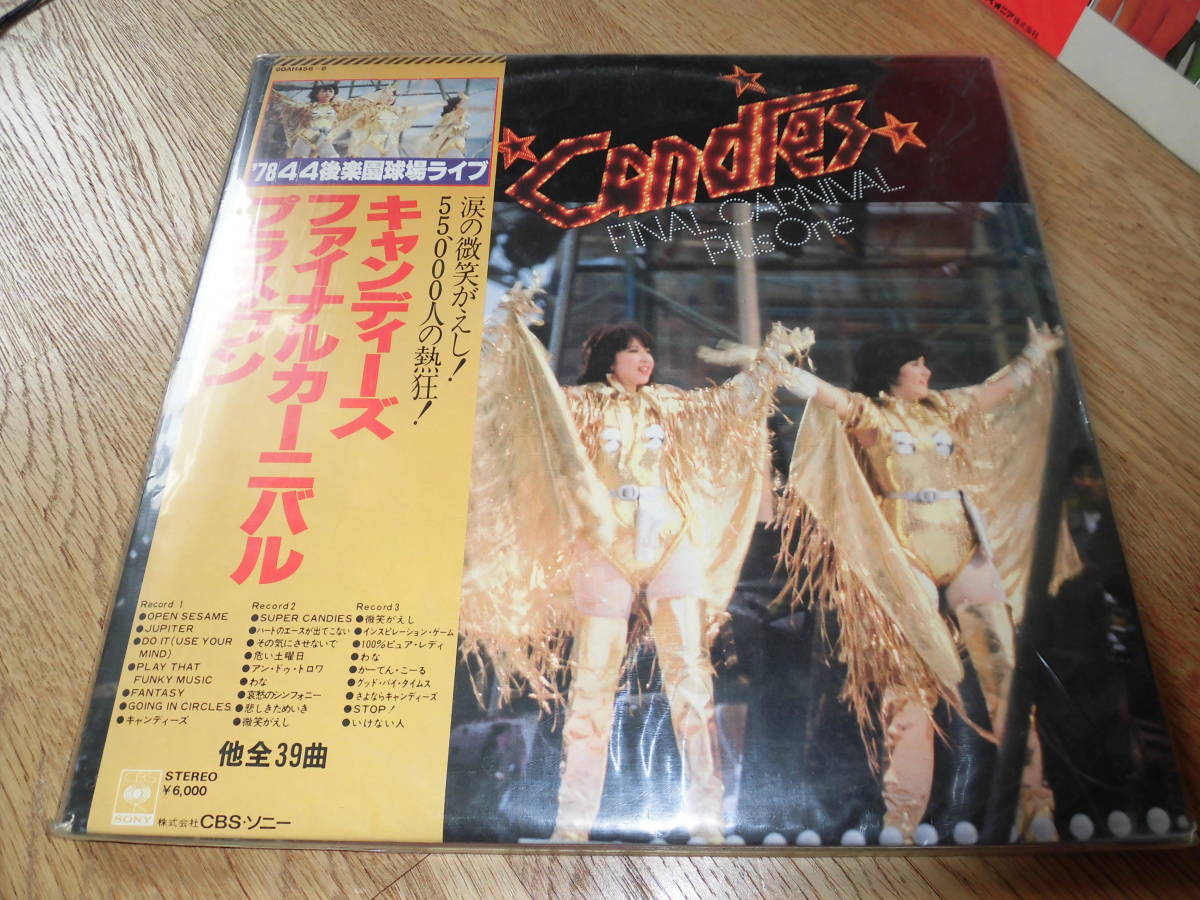 '78 4 4 後楽園球場ライブ
涙の微笑がえし!
55,000人の熱狂!
キャンディーズ
ファイナルカーニバル
プラス・ワン
Candies
FINAL CARNIVAL
Plus One
Record 1
●OPEN SESAME
●JUPITER
●DO IT (USE YOUR
MIND)
●PLAY THAT
FUNKY MUSIC
●FANTASY
●GOING IN CIRCLES
●キャンディーズ
Record 2
●SUPER CANDIES
●ハートのエースが出てこない
●その気にさせないで
●危い土曜日
●アン・ドゥ・トロワ
●わな
●哀愁のシンフォニー
●悲しきためいき
●微笑がえし
Record 3
●微笑がえし
●インスピレーション・ゲーム
●100%ピュア・レディ
●わな
●かーてん・こーる
●グッド・バイ・タイムス
●さよならキャンディーズ
●STOP!
●いけない人
他全39曲
STEREO
¥6,000
CBS
SONY
株式会社CBS・ソニー